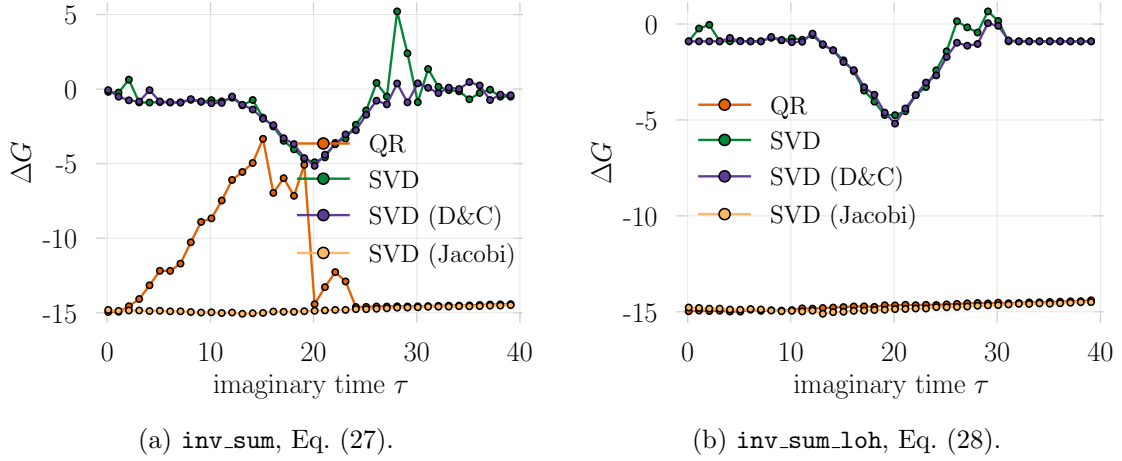 5
0
-5
-10
-15
ΔG
QR
SVD
SVD (D&C)
SVD (Jacobi)
0 10 20 30 40
imaginary time τ
(a) inv_sum, Eq. (27).
0
-5
-10
-15
ΔG
QR
SVD
SVD (D&C)
SVD (Jacobi)
0 10 20 30 40
imaginary time τ
(b) inv_sum_loh, Eq. (28).